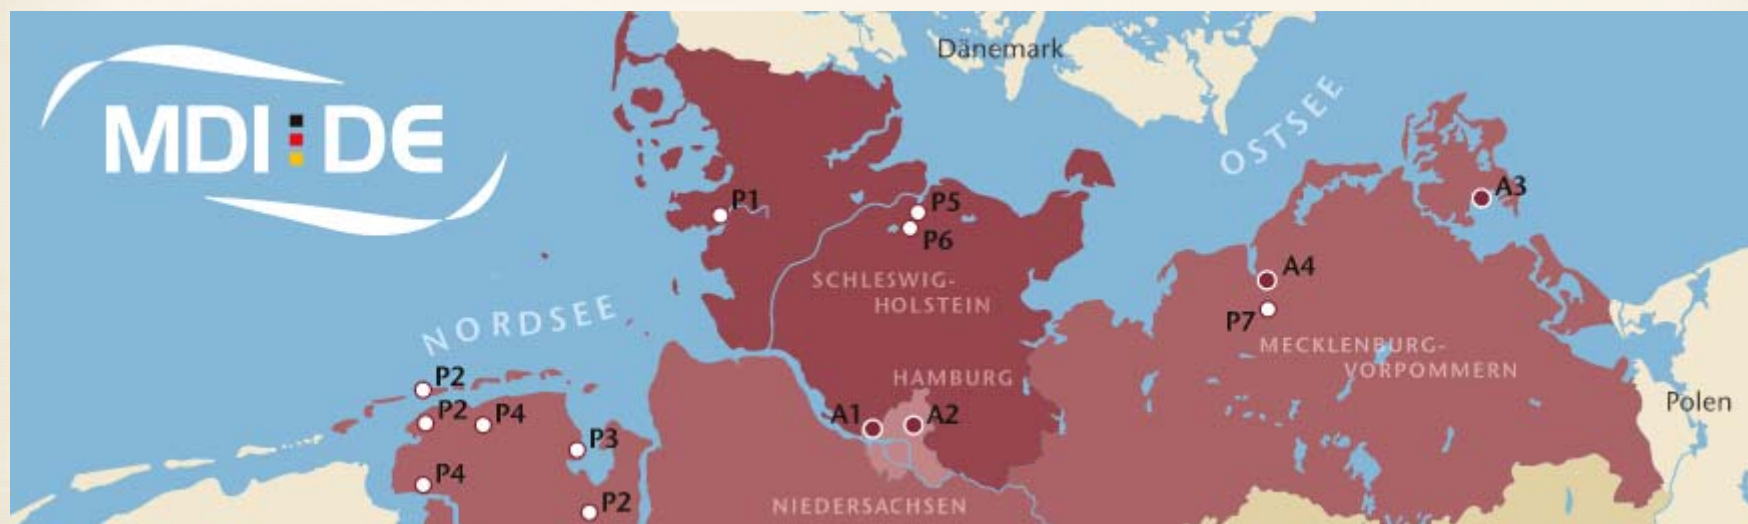 Dänemark
MDI:DE
OSTSEE
P1
P5
A3
P6
SCHLESWIG-
HOLSTEIN
A4
NORDSEE
P7
MECKLENBURG-
VORPOMMERN
P2
HAMBURG
Polen
P2
P4
A1
A2
P3
P4
P2
NIEDERSACHSEN